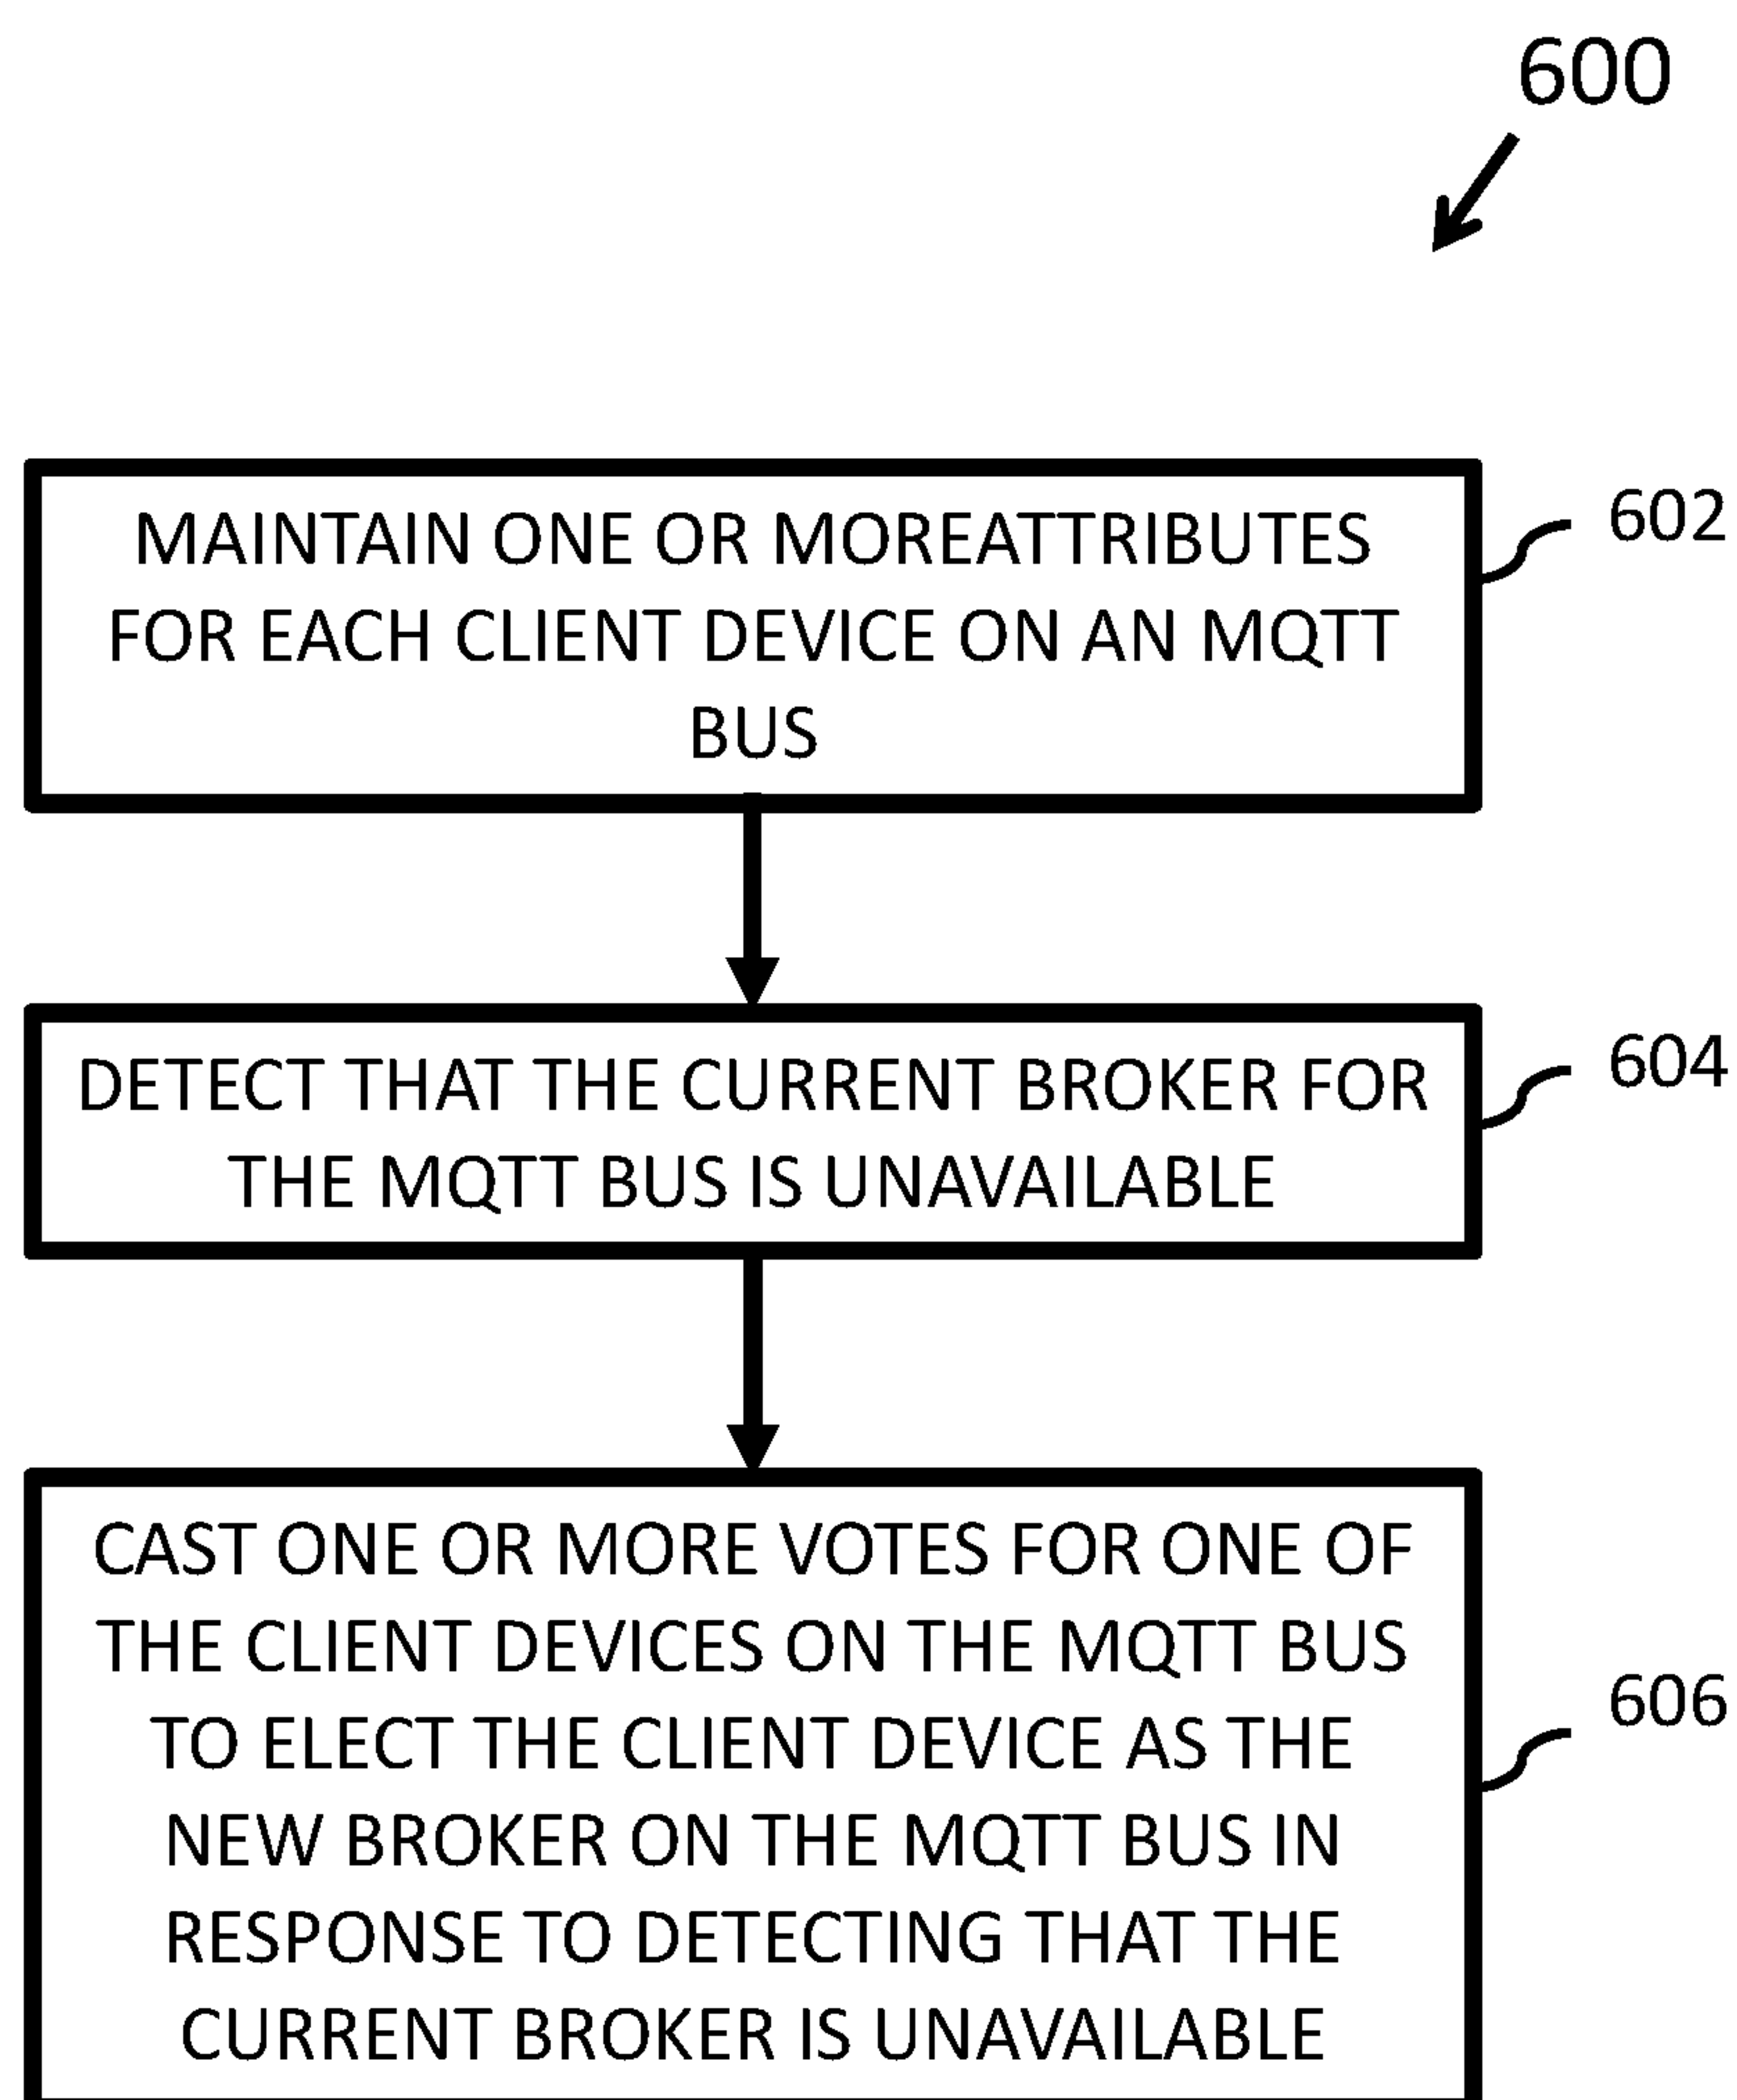 600
MAINTAIN ONE OR MOREATTRIBUTES
FOR EACH CLIENT DEVICE ON AN MQTT
BUS
602
DETECT THAT THE CURRENT BROKER FOR
THE MQTT BUS IS UNAVAILABLE
604
CAST ONE OR MORE VOTES FOR ONE OF
THE CLIENT DEVICES ON THE MQTT BUS
TO ELECT THE CLIENT DEVICE AS THE
NEW BROKER ON THE MQTT BUS IN
RESPONSE TO DETECTING THAT THE
CURRENT BROKER IS UNAVAILABLE
606